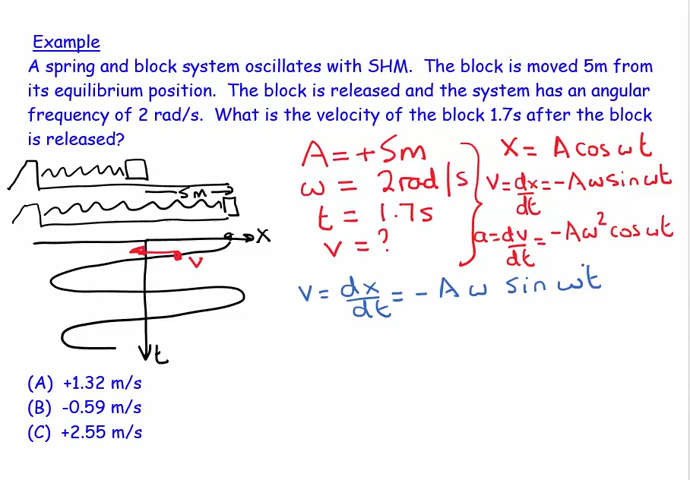 Example
A spring and block system oscillates with SHM. The block is moved 5m from
its equilibrium position. The block is released and the system has an angular
frequency of 2 rad/s. What is the velocity of the block 1.7s after the block
is released?
5m
x
v
t
A = +5m
ω = 2rad/s
t = 1.7s
v = ?
x = A cos ωt
v = dx/dt = -Aω sin ωt
a = dv/dt = -Aω² cos ωt
v = dx/dt = - A ω sin ωt
(A) +1.32 m/s
(B) -0.59 m/s
(C) +2.55 m/s